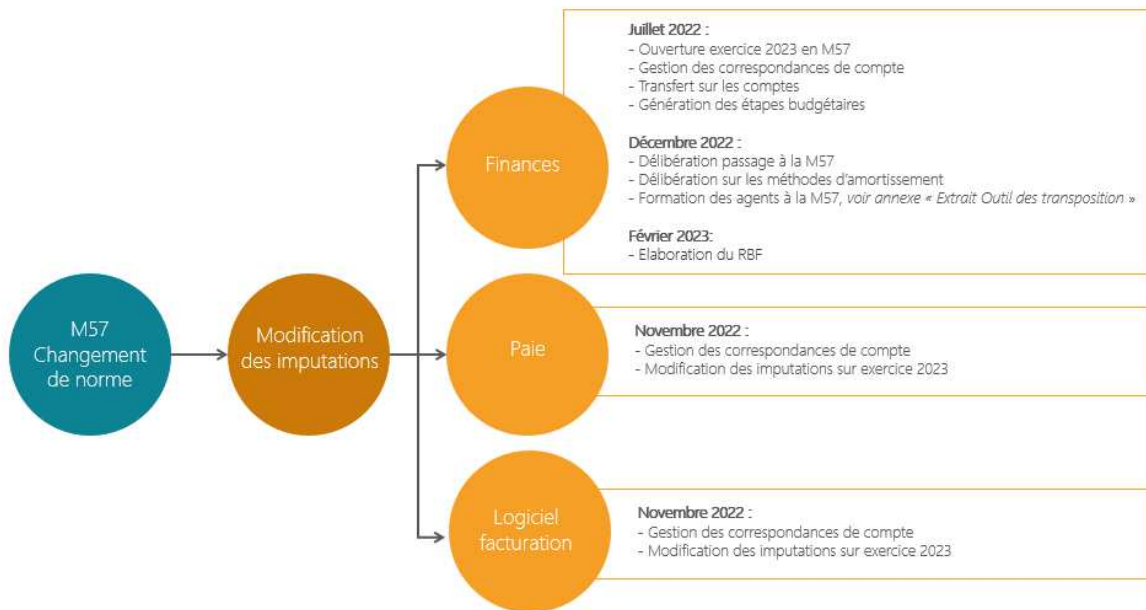 M57
Changement
de norme
Modification
des imputations
Finances
Juillet 2022 :
- Ouverture exercice 2023 en M57
- Gestion des correspondances de compte
- Transfert sur les comptes
- Génération des étapes budgétaires
Décembre 2022 :
- Délibération passage à la M57
- Délibération sur les méthodes d'amortissement
- Formation des agents à la M57, voir annexe « Extrait Outil des transposition »
Février 2023:
- Elaboration du RBF
Paie
Novembre 2022 :
- Gestion des correspondances de compte
- Modification des imputations sur exercice 2023
Logiciel
facturation
Novembre 2022 :
- Gestion des correspondances de compte
- Modification des imputations sur exercice 2023